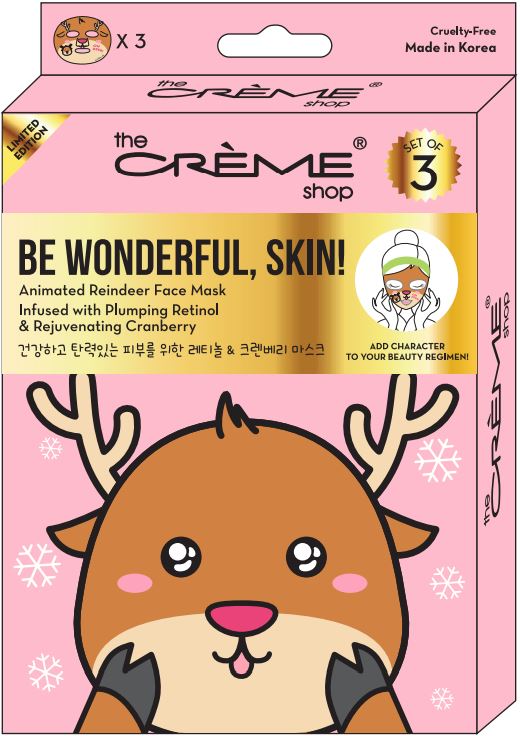 X 3
Cruelty-Free
Made in Korea
the
CRÈME®
shop
LIMITED
EDITION
the
CRÈME®
shop
SET OF
3
BE WONDERFUL, SKIN!
Animated Reindeer Face Mask
Infused with Plumping Retinol
& Rejuvenating Cranberry
건강하고 탄력있는 피부를 위한 레티놀 & 크렌베리 마스크
ADD CHARACTER
TO YOUR BEAUTY REGIMEN!
the
CRÈME®
shop